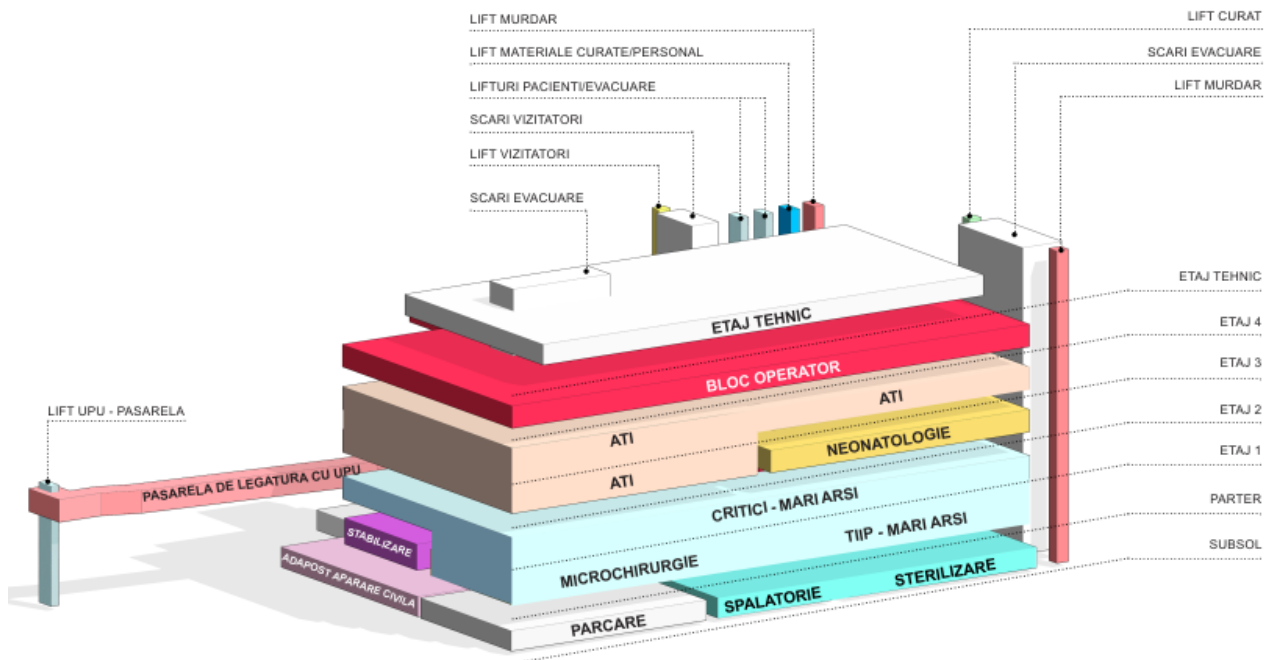 LIFT MURDAR
LIFT MATERIALE CURATE/PERSONAL
LIFTURI PACIENTI/EVACUARE
SCARI VIZITATORI
LIFT VIZITATORI
SCARI EVACUARE
LIFT CURAT
SCARI EVACUARE
LIFT MURDAR
ETAJ TEHNIC
ETAJ 4
ETAJ 3
ETAJ 2
ETAJ 1
PARTER
SUBSOL
LIFT UPU - PASARELA
PASARELA DE LEGATURA CU UPU
ETAJ TEHNIC
BLOC OPERATOR
ATI
ATI
NEONATOLOGIE
ATI
CRITICI - MARI ARSI
TIIP - MARI ARSI
MICROCHIRURGIE
STABILIZARE
ADAPOST APARARE CIVILA
STERILIZARE
SPALATORIE
PARCARE